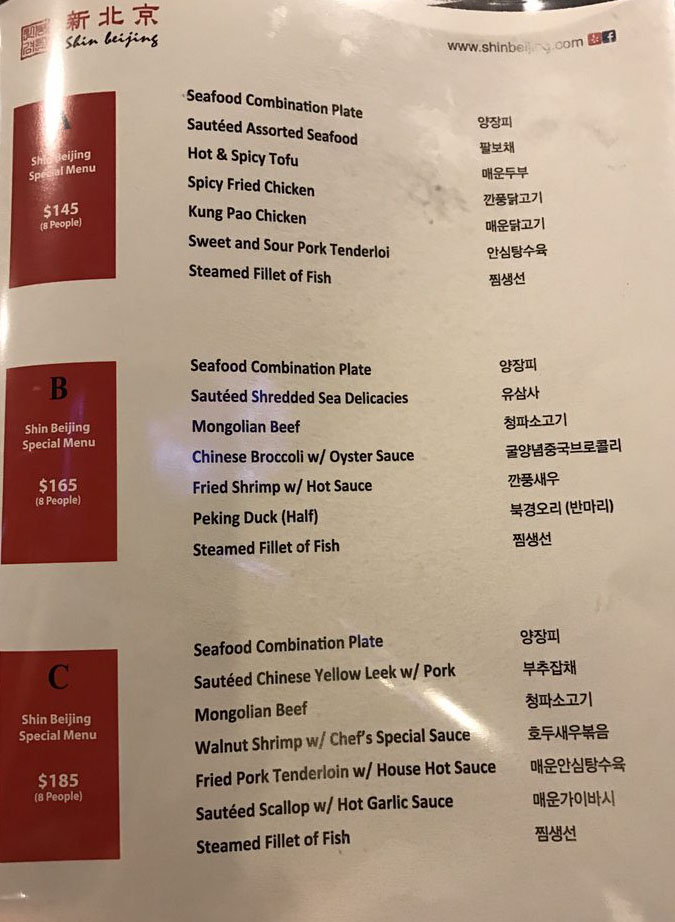 新北京
Shin beijing
www.shinbeijing.com
A
Shin Beijing
Special Menu
$145
(8 People)
Seafood Combination Plate 양장피
Sautéed Assorted Seafood 팔보채
Hot & Spicy Tofu 매운두부
Spicy Fried Chicken 깐풍닭고기
Kung Pao Chicken 매운닭고기
Sweet and Sour Pork Tenderloi 안심탕수육
Steamed Fillet of Fish 찜생선
B
Shin Beijing
Special Menu
$165
(8 People)
Seafood Combination Plate 양장피
Sautéed Shredded Sea Delicacies 유삼사
Mongolian Beef 청파소고기
Chinese Broccoli w/ Oyster Sauce 굴양념중국브로콜리
Fried Shrimp w/ Hot Sauce 깐풍새우
Peking Duck (Half) 북경오리 (반마리)
Steamed Fillet of Fish 찜생선
C
Shin Beijing
Special Menu
$185
(8 People)
Seafood Combination Plate 양장피
Sautéed Chinese Yellow Leek w/ Pork 부추잡채
Mongolian Beef 청파소고기
Walnut Shrimp w/ Chef's Special Sauce 호두새우볶음
Fried Pork Tenderloin w/ House Hot Sauce 매운안심탕수육
Sautéed Scallop w/ Hot Garlic Sauce 매운가이바시
Steamed Fillet of Fish 찜생선